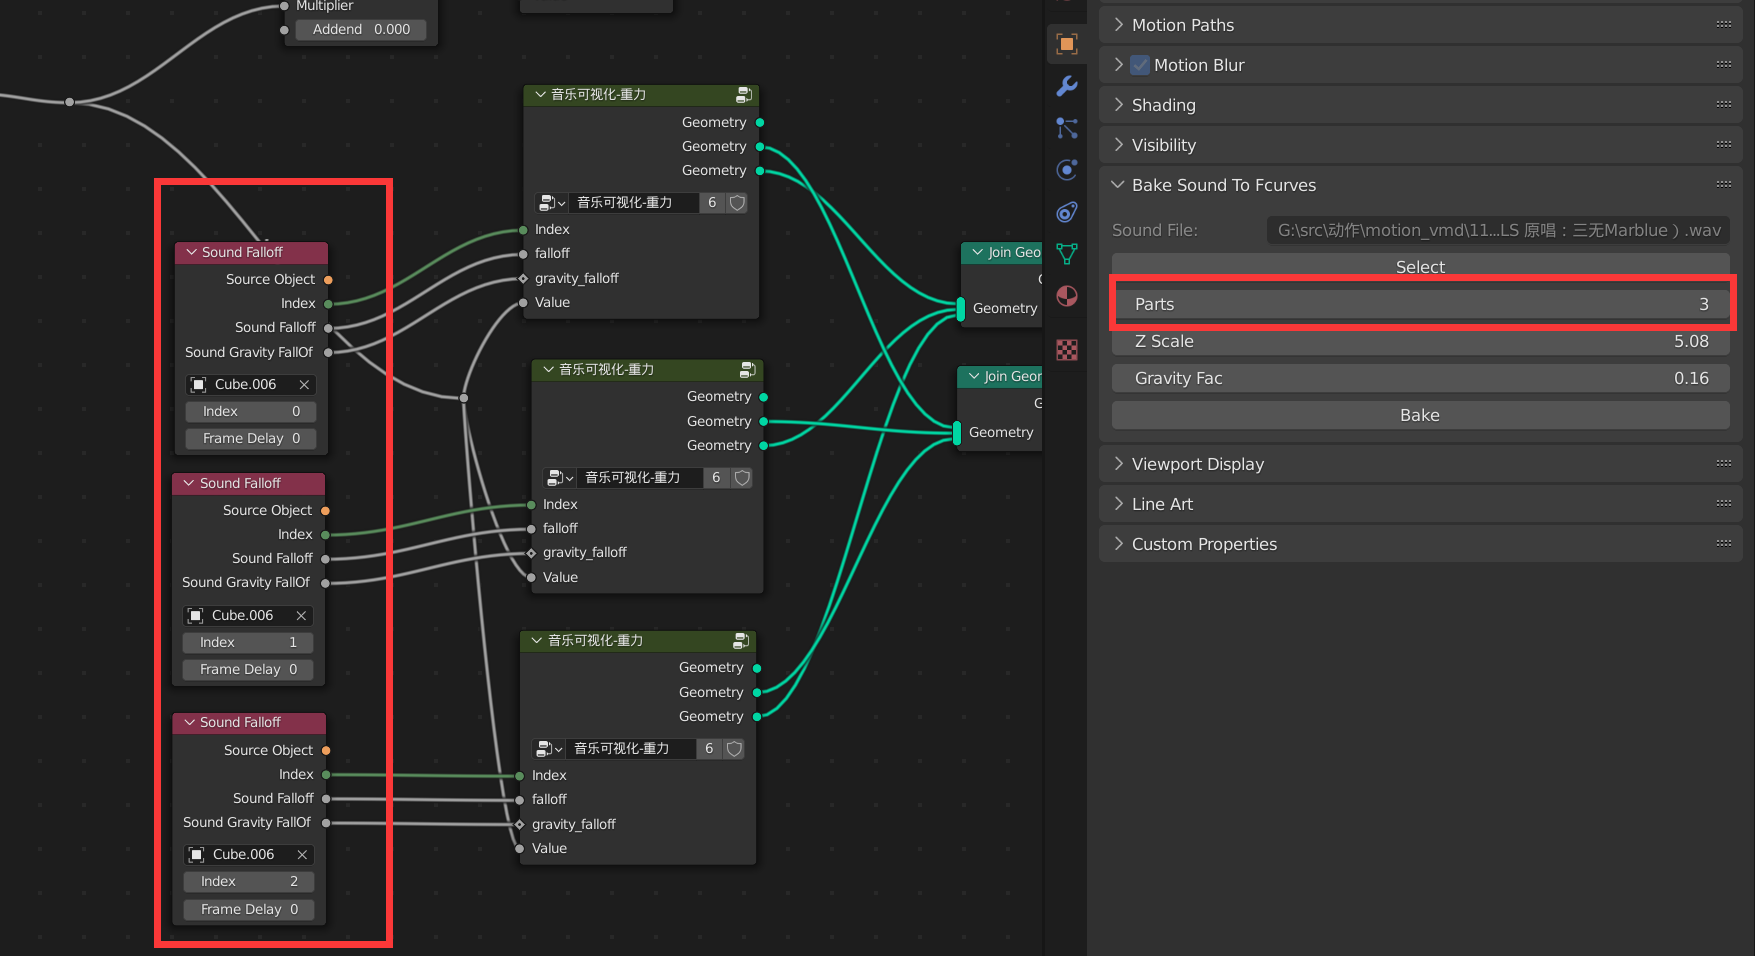 Multiplier
Addend 0.000
音乐可视化-重力
Geometry
Geometry
Geometry
音乐可视化-重力 6
Index
falloff
gravity_falloff
Value
Sound Falloff
Source Object
Index
Sound Falloff
Sound Gravity FallOf
Cube.006
Index 0
Frame Delay 0
音乐可视化-重力
Geometry
Geometry
Geometry
音乐可视化-重力 6
Index
falloff
gravity_falloff
Value
Sound Falloff
Source Object
Index
Sound Falloff
Sound Gravity FallOf
Cube.006
Index 1
Frame Delay 0
音乐可视化-重力
Geometry
Geometry
Geometry
音乐可视化-重力 6
Index
falloff
gravity_falloff
Value
Sound Falloff
Source Object
Index
Sound Falloff
Sound Gravity FallOf
Cube.006
Index 2
Frame Delay 0
Join Geo
Geometry
Join Geor
Geometry
Motion Paths
Motion Blur
Shading
Visibility
Bake Sound To Fcurves
Sound File: G:\src\动作\motion_vmd\11...LS 原唱：三无Marblue）.wav
Select
Parts 3
Z Scale 5.08
Gravity Fac 0.16
Bake
Viewport Display
Line Art
Custom Properties